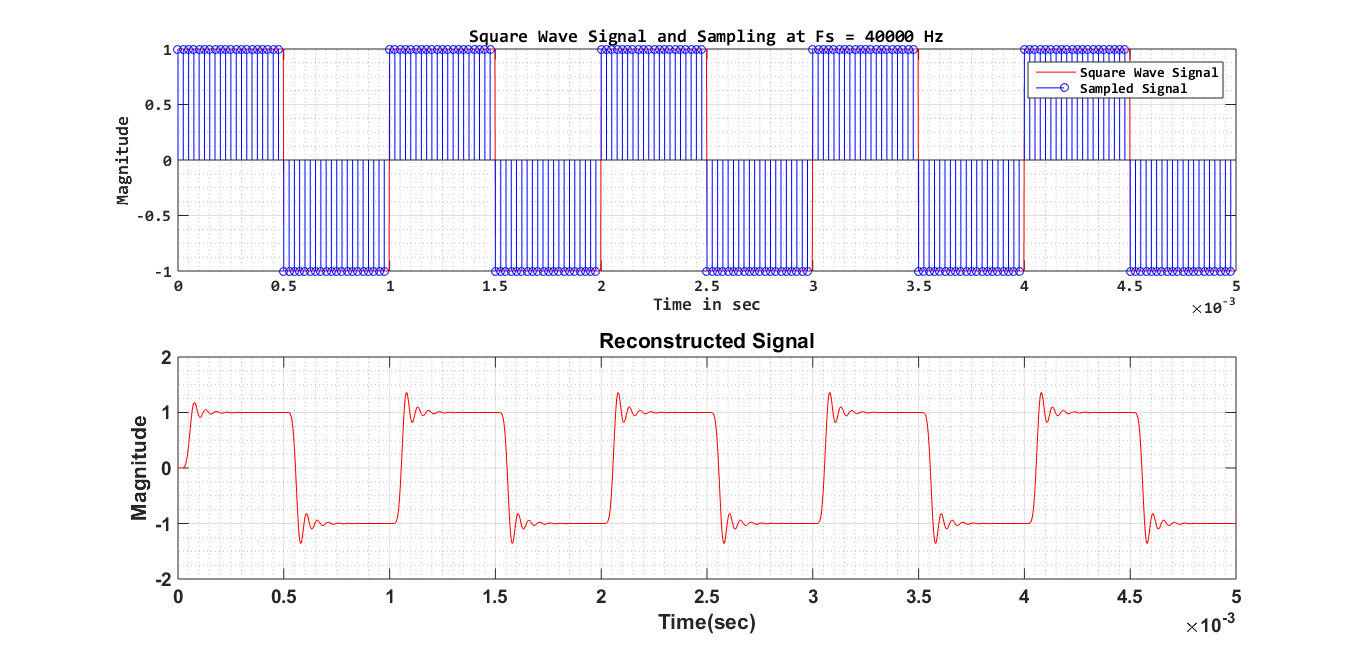 Square Wave Signal and Sampling at Fs = 40000 Hz
Magnitude
1
0.5
0
-0.5
-1
Square Wave Signal
Sampled Signal
0 0.5 1 1.5 2 2.5 3 3.5 4 4.5 5
Time in sec
×10-3
Reconstructed Signal
Magnitude
2
1
0
-1
-2
0 0.5 1 1.5 2 2.5 3 3.5 4 4.5 5
Time(sec)
×10-3